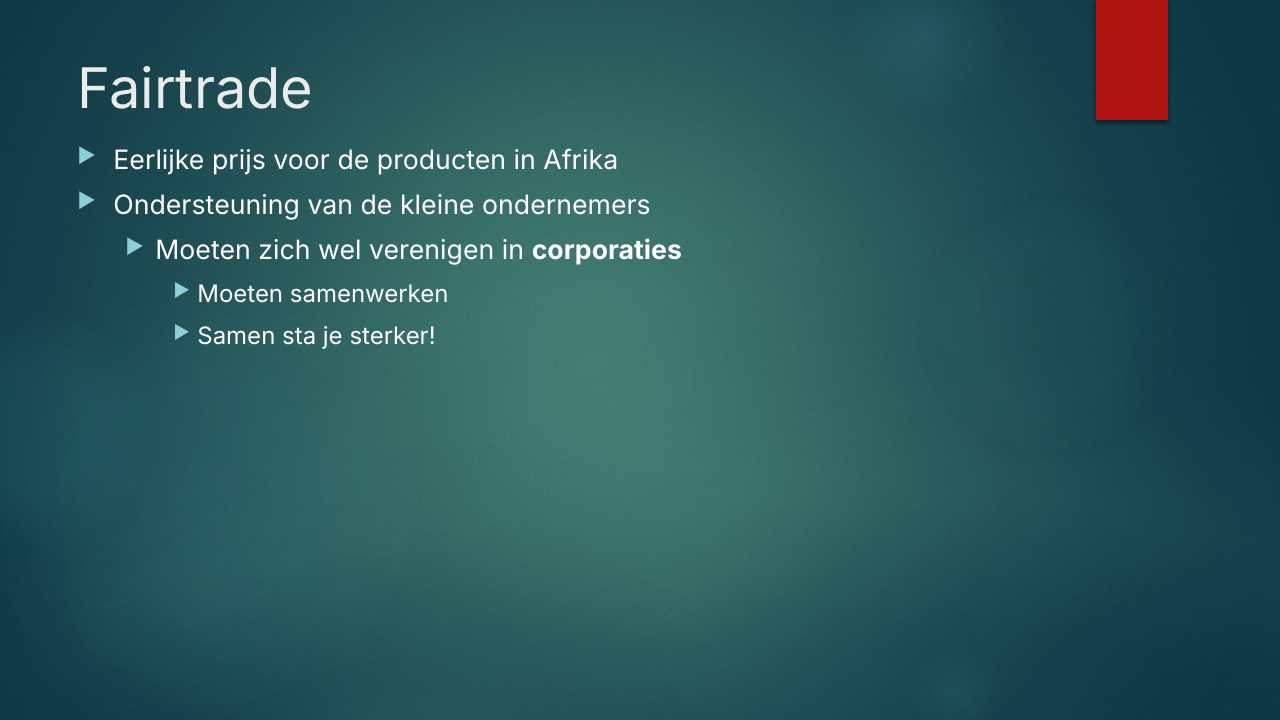 Fairtrade
Eerlijke prijs voor de producten in Afrika
Ondersteuning van de kleine ondernemers
Moeten zich wel verenigen in corporaties
Moeten samenwerken
Samen sta je sterker!